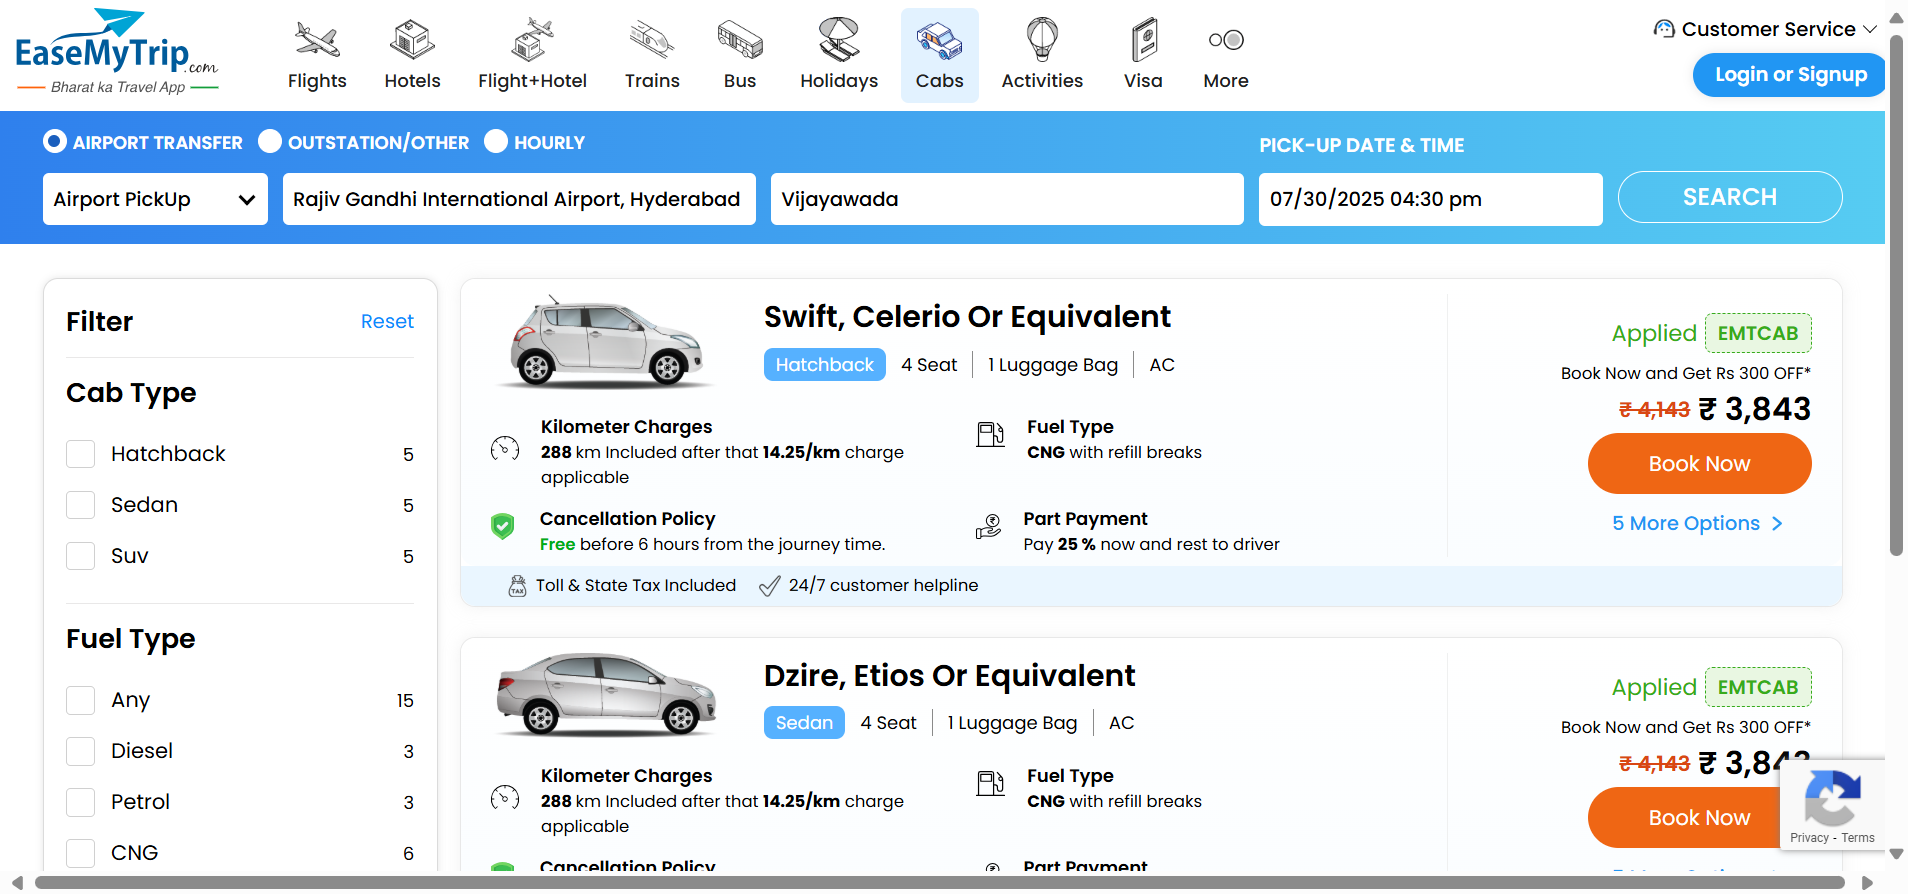 EaseMyTrip.com
Bharat ka Travel App
Flights
Hotels
Flight+Hotel
Trains
Bus
Holidays
Cabs
Activities
Visa
More
Customer Service
Login or Signup
AIRPORT TRANSFER
OUTSTATION/OTHER
HOURLY
PICK-UP DATE & TIME
Airport PickUp
Rajiv Gandhi International Airport, Hyderabad
Vijayawada
07/30/2025 04:30 pm
SEARCH
Filter
Reset
Cab Type
Hatchback 5
Sedan 5
Suv 5
Fuel Type
Any 15
Diesel 3
Petrol 3
CNG 6
Swift, Celerio Or Equivalent
Hatchback 4 Seat 1 Luggage Bag AC
Kilometer Charges
288 km Included after that 14.25/km charge
applicable
Fuel Type
CNG with refill breaks
Cancellation Policy
Free before 6 hours from the journey time.
Part Payment
Pay 25 % now and rest to driver
Applied EMTCAB
Book Now and Get Rs 300 OFF*
₹ 4,143 ₹ 3,843
Book Now
5 More Options
TAX Toll & State Tax Included 24/7 customer helpline
Dzire, Etios Or Equivalent
Sedan 4 Seat 1 Luggage Bag AC
Kilometer Charges
288 km Included after that 14.25/km charge
applicable
Fuel Type
CNG with refill breaks
Cancellation Policy
Part Payment
Applied EMTCAB
Book Now and Get Rs 300 OFF*
₹ 4,143 ₹ 3,843
Book Now
Privacy - Terms